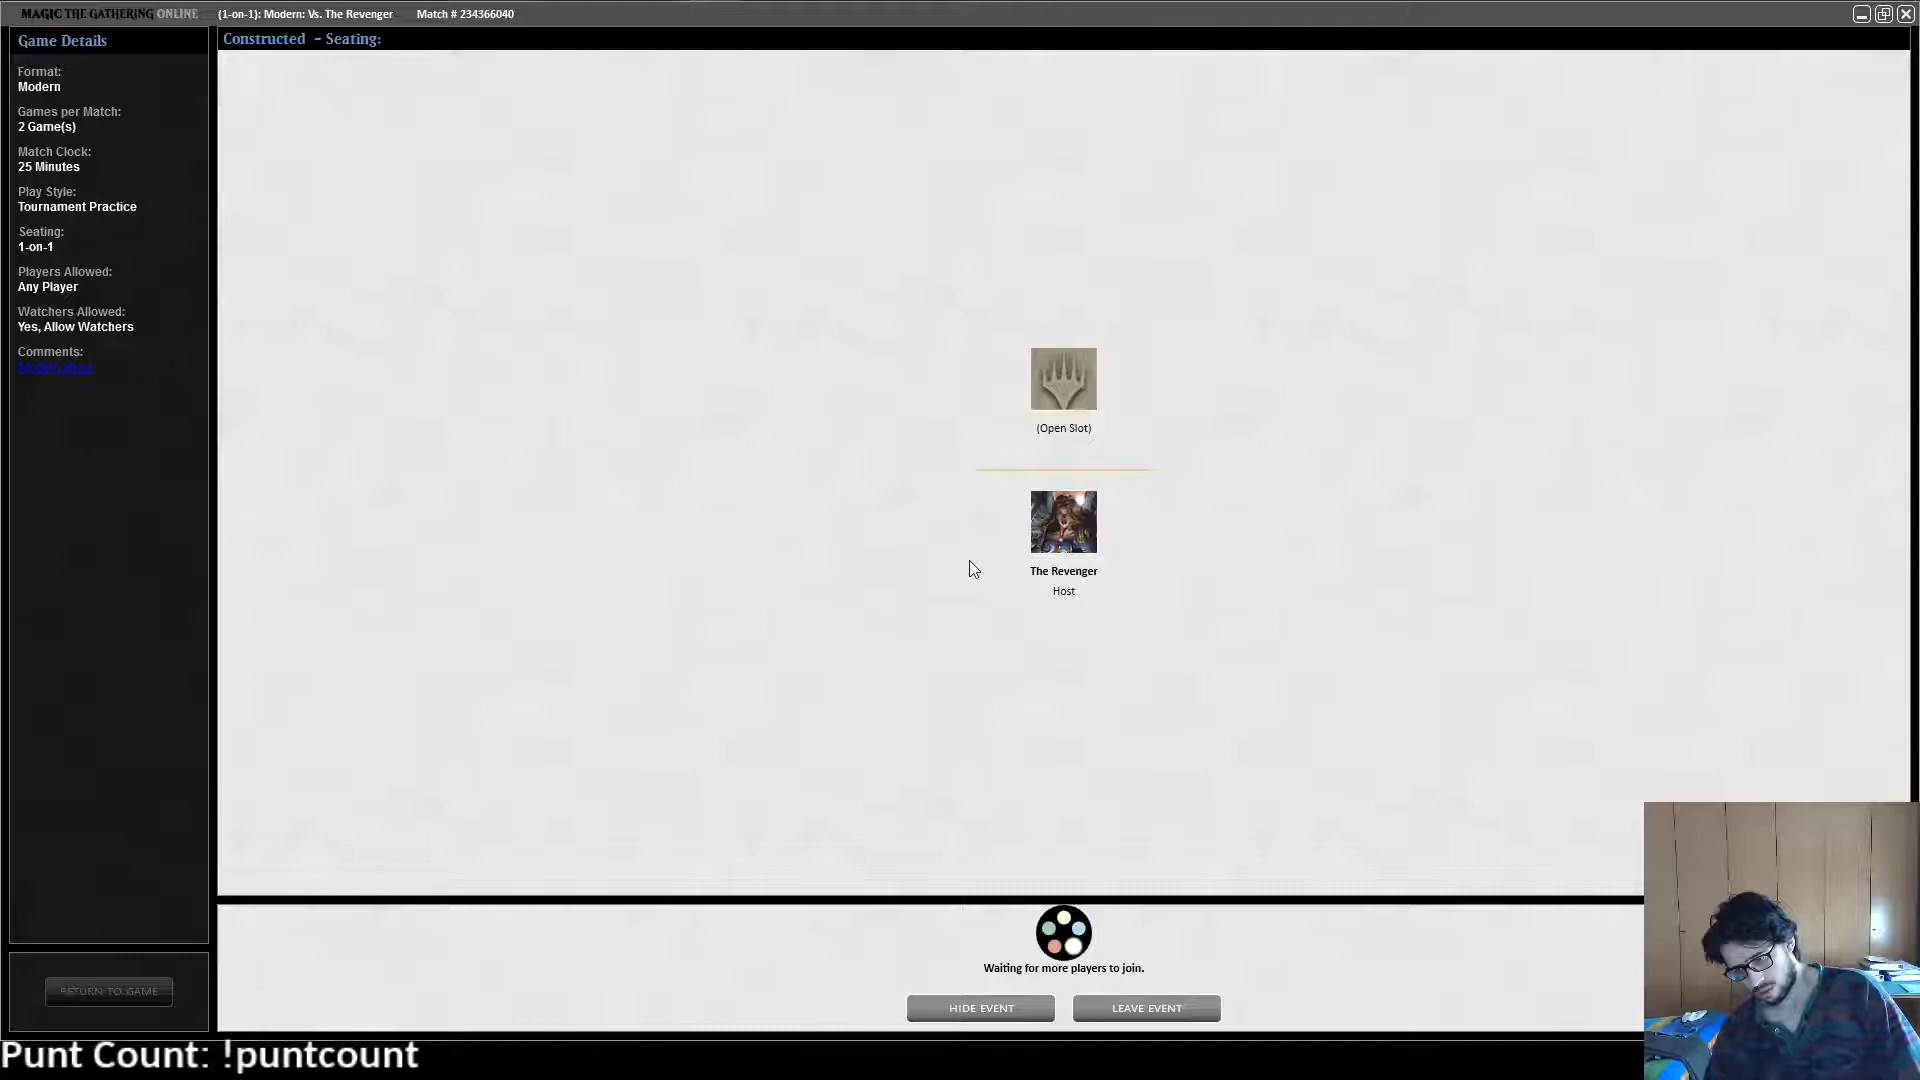 MAGIC THE GATHERING ONLINE (1-on-1): Modern: Vs. The Revenger Match # 234366040
Game Details
Constructed - Seating:
Format:
Modern
Games per Match:
2 Game(s)
Match Clock:
25 Minutes
Play Style:
Tournament Practice
Seating:
1-on-1
Players Allowed:
Any Player
Watchers Allowed:
Yes, Allow Watchers
Comments:
(Open Slot)
The Revenger
Host
Waiting for more players to join.
RETURN TO GAME
HIDE EVENT
LEAVE EVENT
Punt Count: !puntcount